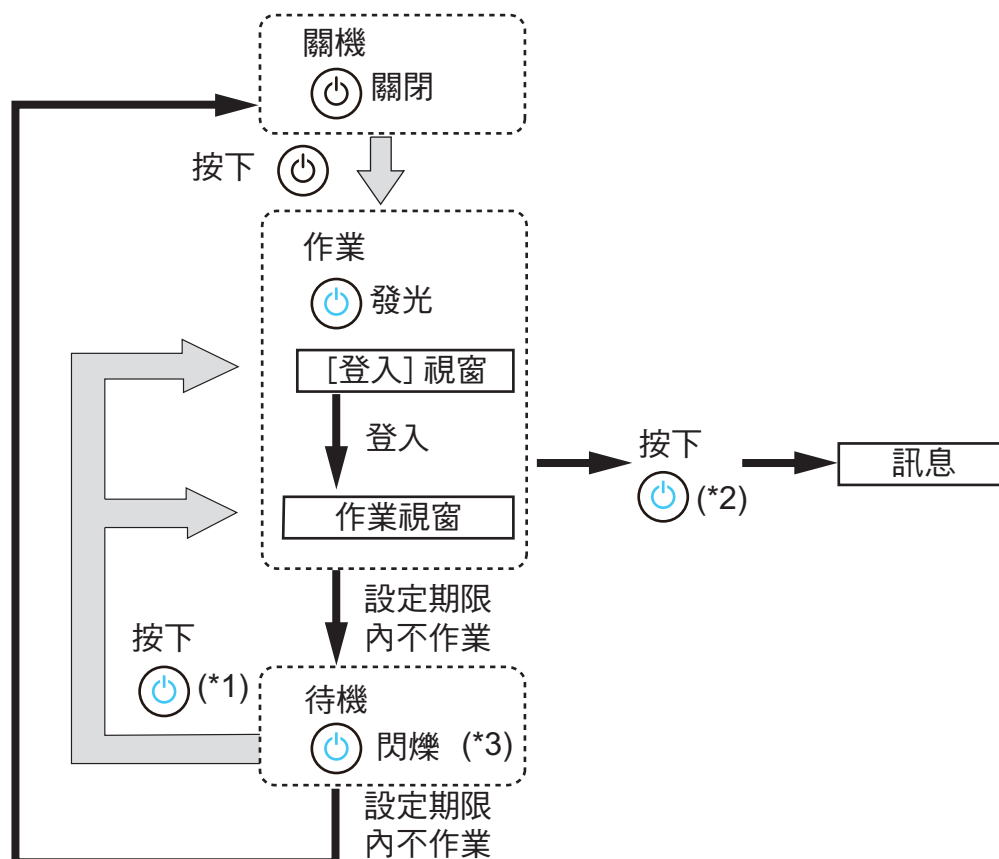 關機
關閉
按下
作業
發光
[登入] 視窗
登入
作業視窗
按下
(*2)
訊息
設定期限
內不作業
按下
(*1)
待機
閃爍 (*3)
設定期限
內不作業